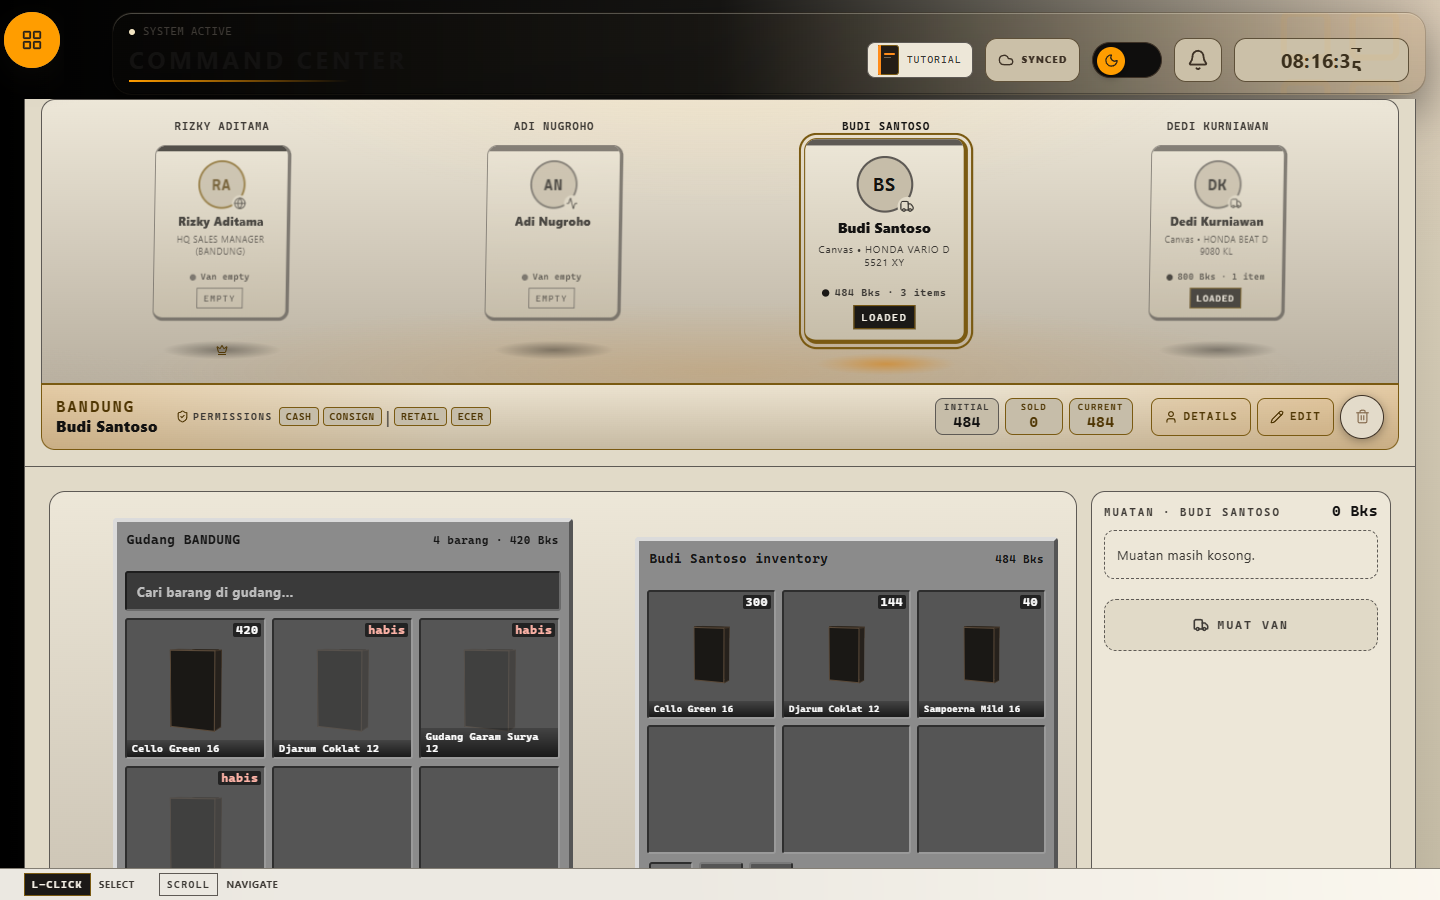 SYSTEM ACTIVE
COMMAND CENTER
TUTORIAL
SYNCED
08:16:3
RIZKY ADITAMA
ADI NUGROHO
BUDI SANTOSO
DEDI KURNIAWAN
RA
Rizky Aditama
HQ SALES MANAGER
(BANDUNG)
Van empty
EMPTY
AN
Adi Nugroho
Van empty
EMPTY
BS
Budi Santoso
Canvas • HONDA VARIO D
5521 XY
484 Bks · 3 items
LOADED
DK
Dedi Kurniawan
Canvas • HONDA BEAT D
9080 KL
800 Bks · 1 item
LOADED
BANDUNG
Budi Santoso
PERMISSIONS
CASH
CONSIGN
|
RETAIL
ECER
INITIAL
484
SOLD
0
CURRENT
484
DETAILS
EDIT
Gudang BANDUNG
4 barang · 420 Bks
Cari barang di gudang...
420
Cello Green 16
habis
Djarum Coklat 12
habis
Gudang Garam Surya
12
habis
Budi Santoso inventory
484 Bks
300
Cello Green 16
144
Djarum Coklat 12
40
Sampoerna Mild 16
MUATAN · BUDI SANTOSO
0 Bks
Muatan masih kosong.
MUAT VAN
L-CLICK
SELECT
SCROLL
NAVIGATE